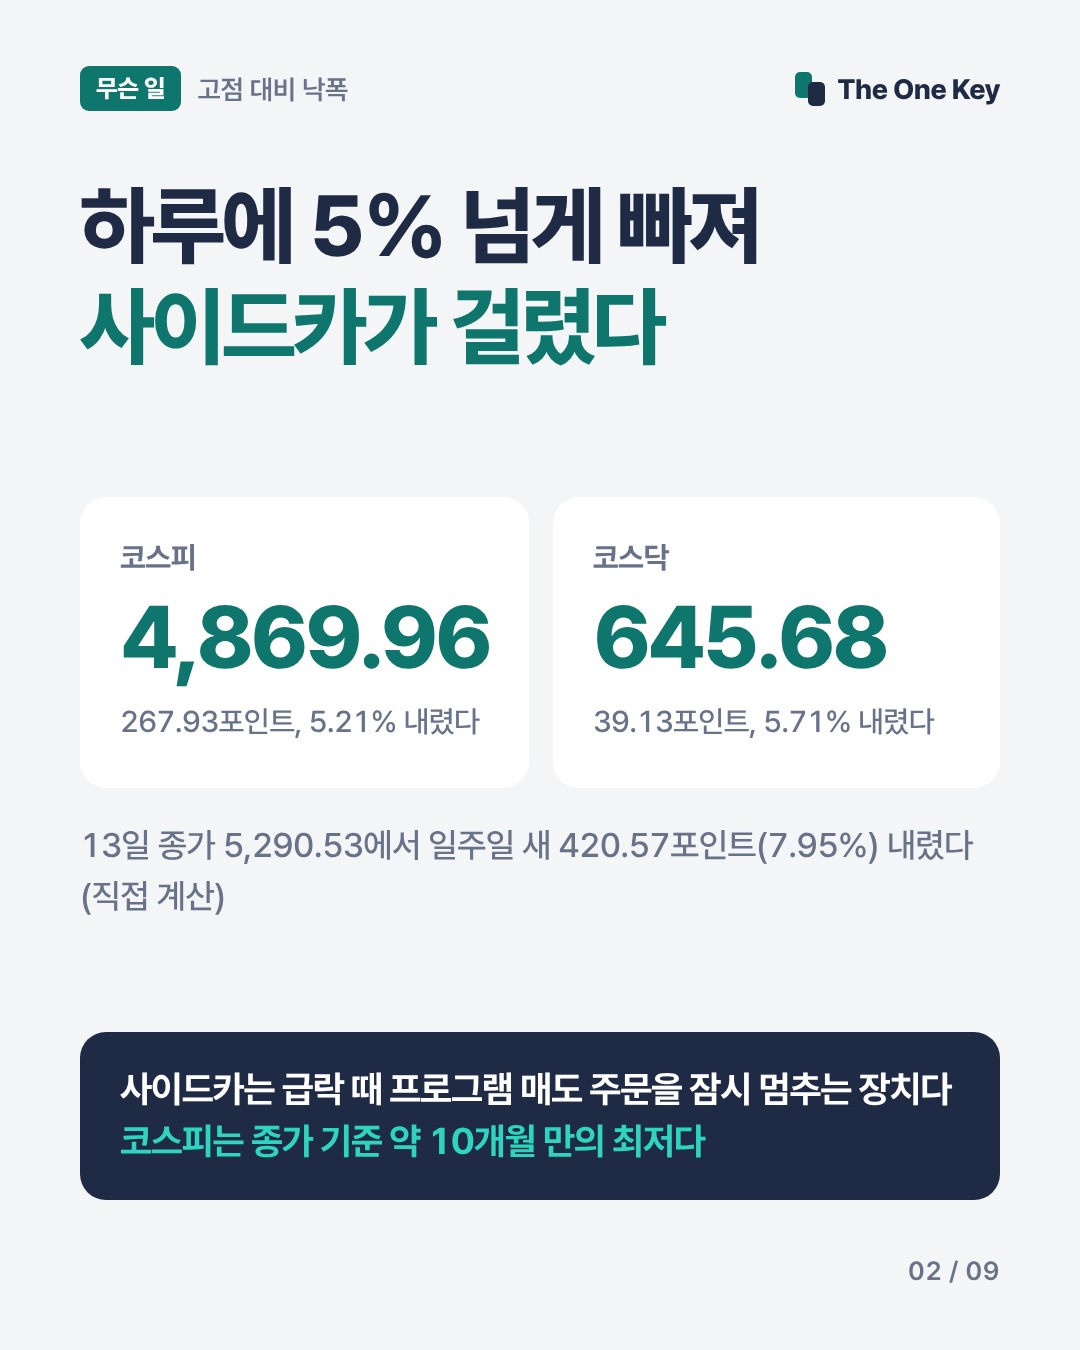 무슨 일
고점 대비 낙폭
The One Key
하루에 5% 넘게 빠져
사이드카가 걸렸다
코스피
4,869.96
267.93포인트, 5.21% 내렸다
코스닥
645.68
39.13포인트, 5.71% 내렸다
13일 종가 5,290.53에서 일주일 새 420.57포인트(7.95%) 내렸다
(직접 계산)
사이드카는 급락 때 프로그램 매도 주문을 잠시 멈추는 장치다
코스피는 종가 기준 약 10개월 만의 최저다
02 / 09